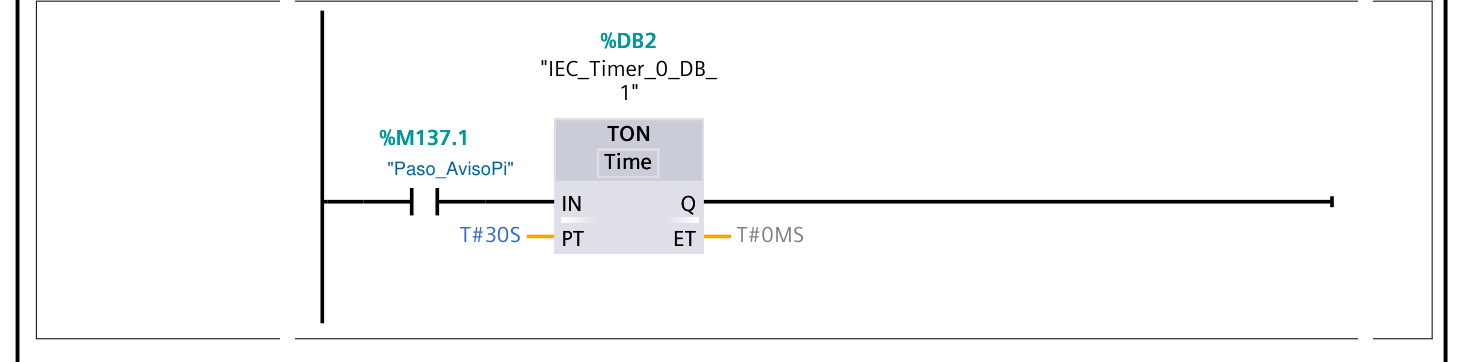 %DB2
"IEC_Timer_0_DB_
1"
%M137.1
"Paso_AvisoPi"
TON
Time
IN
Q
T#30S
PT
ET
T#0MS